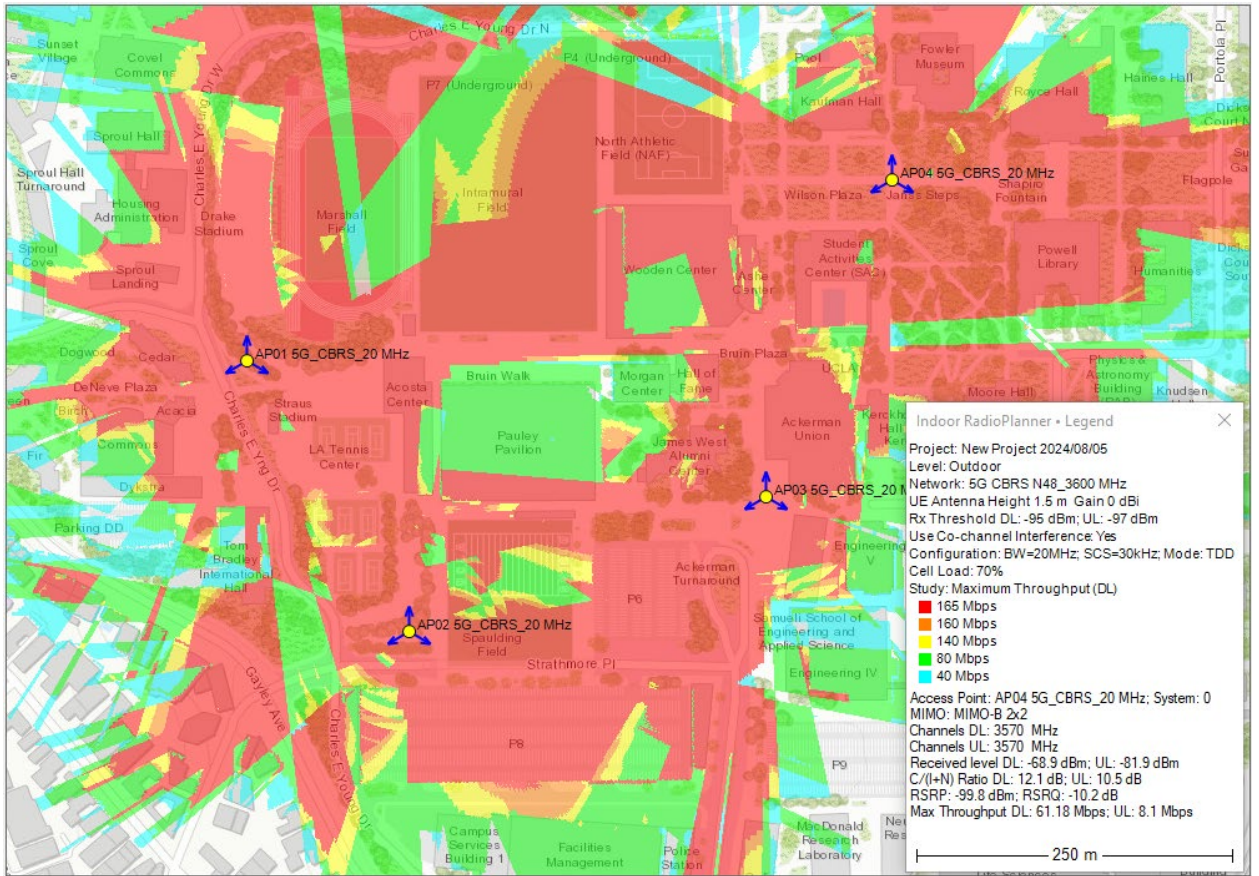 Charles E Young Dr N
Sunset
Village
Covel
Commons
P4 (Underground)
Pool
Fowler
Museum
Portola Pl
P7 (Underground)
Kaufman Hall
Royce Hall
Haines Hall
Charles E Young Dr W
Sproul Hall
North Athletic
Field (NAF)
Sproul Hall
Turnaround
AP04 5G_CBRS_20 MHz
Housing
Administration
Drake
Stadium
Marshall
Field
Intramural
Field
Wilson Plaza
Janss Steps
Shapiro
Fountain
Flagpole
Sproul
Cove
Sproul
Landing
Wooden Center
Ashe
Center
Student
Activities
Center (SAC)
Powell
Library
Humanities
AP01 5G_CBRS_20 MHz
Dogwood
Cedar
Bruin Plaza
DeNeve Plaza
Acosta
Center
Bruin Walk
Morgan
Center
Hall of
Fame
UCLA
Moore Hall
Physics &
Astronomy
Building
Knudsen
Birch
Acacia
Straus
Stadium
Commons
Fir
Charles E Yng Dr
LA Tennis
Center
Pauley
Pavilion
James West
Alumni
Center
Ackerman
Union
Dykstra
AP03 5G_CBRS_20 M
Parking DD
Tom
Bradley
International
Hall
Ackerman
Turnaround
Engineering
V
P6
AP02 5G_CBRS_20 MHz
Spaulding
Field
Samueli School of
Engineering and
Applied Science
Strathmore Pl
Engineering IV
Gayley Ave
Charles E Young Dr
P8
P9
Campus
Services
Building 1
Facilities
Management
Police
Station
MacDonald
Research
Laboratory
Indoor RadioPlanner • Legend
Project: New Project 2024/08/05
Level: Outdoor
Network: 5G CBRS N48_3600 MHz
UE Antenna Height 1.5 m Gain 0 dBi
Rx Threshold DL: -95 dBm; UL: -97 dBm
Use Co-channel Interference: Yes
Configuration: BW=20MHz; SCS=30kHz; Mode: TDD
Cell Load: 70%
Study: Maximum Throughput (DL)
165 Mbps
160 Mbps
140 Mbps
80 Mbps
40 Mbps
Access Point: AP04 5G_CBRS_20 MHz; System: 0
MIMO: MIMO-B 2x2
Channels DL: 3570 MHz
Channels UL: 3570 MHz
Received level DL: -68.9 dBm; UL: -81.9 dBm
C/(I+N) Ratio DL: 12.1 dB; UL: 10.5 dB
RSRP: -99.8 dBm; RSRQ: -10.2 dB
Max Throughput DL: 61.18 Mbps; UL: 8.1 Mbps
250 m